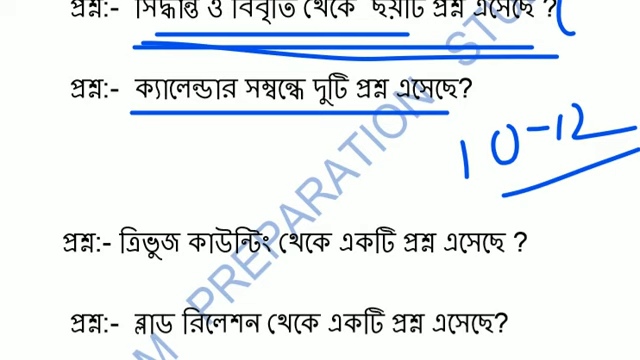 প্রশ্ন:- সিদ্ধান্ত ও বিবৃতি থেকে ছয়টি প্রশ্ন এসেছে ?(
প্রশ্ন:- ক্যালেন্ডার সম্বন্ধে দুটি প্রশ্ন এসেছে?
10-12
প্রশ্ন:- ত্রিভুজ কাউন্টিং থেকে একটি প্রশ্ন এসেছে ?
প্রশ্ন:- ব্লাড রিলেশন থেকে একটি প্রশ্ন এসেছে?
M PREPARATION STU